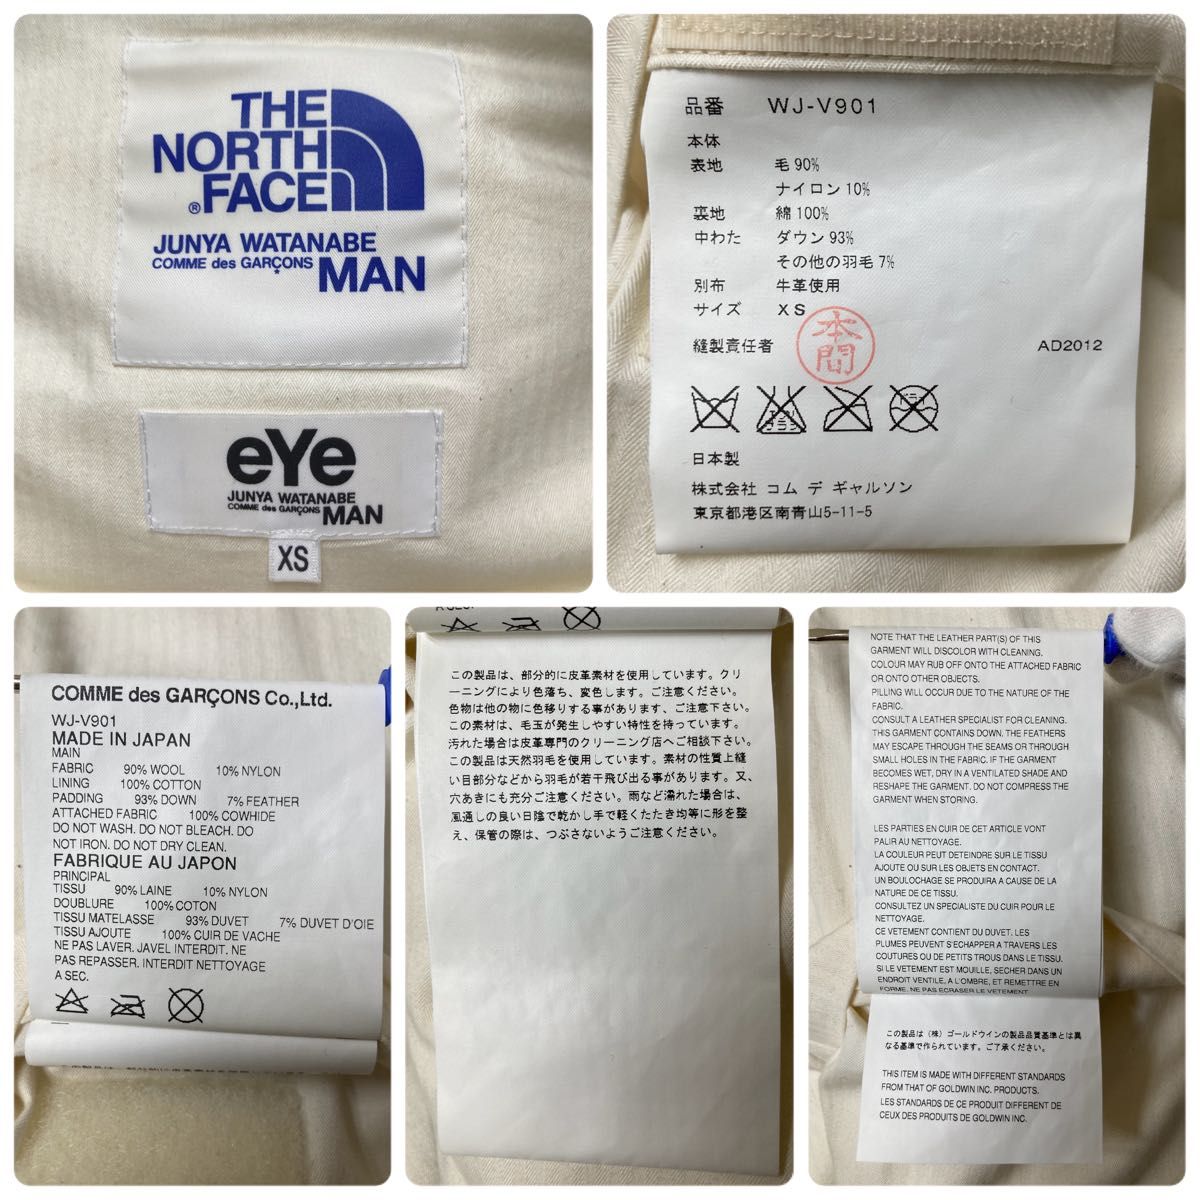 THE
NORTH
FACE
®
JUNYA WATANABE
COMME des GARÇONS MAN
eYe
JUNYA WATANABE
COMME des GARÇONS MAN
XS
品番 WJ-V901
本体
表地 毛 90%
ナイロン 10%
裏地 綿 100%
中わた ダウン 93%
その他の羽毛 7%
別布 牛革使用
サイズ XS
縫製責任者 本間 AD2012
エンソ
サラシ
ドライ
日本製
株式会社 コム デ ギャルソン
東京都港区南青山5-11-5
COMME des GARÇONS Co.,Ltd.
WJ-V901
MADE IN JAPAN
MAIN
FABRIC 90% WOOL 10% NYLON
LINING 100% COTTON
PADDING 93% DOWN 7% FEATHER
ATTACHED FABRIC 100% COWHIDE
DO NOT WASH. DO NOT BLEACH. DO
NOT IRON. DO NOT DRY CLEAN.
FABRIQUE AU JAPON
PRINCIPAL
TISSU 90% LAINE 10% NYLON
DOUBLURE 100% COTON
TISSU MATELASSE 93% DUVET 7% DUVET D'OIE
TISSU AJOUTE 100% CUIR DE VACHE
NE PAS LAVER. JAVEL INTERDIT. NE
PAS REPASSER. INTERDIT NETTOYAGE
A SEC.
この製品は、部分的に皮革素材を使用しています。クリ
ーニングにより色落ち、変色します。ご注意ください。
色物は他の物に色移りする事があります、ご注意下さい。
この素材は、毛玉が発生しやすい特性を持っています。
汚れた場合は皮革専門のクリーニング店へご相談下さい。
この製品は天然羽毛を使用しています。素材の性質上縫
い目部分などから羽毛が若干飛び出る事があります。又、
穴あきにも充分ご注意ください。雨など濡れた場合は、
風通しの良い日陰で乾かし手で軽くたたき均等に形を整
え、保管の際は、つぶさないようご注意ください。
NOTE THAT THE LEATHER PART(S) OF THIS
GARMENT WILL DISCOLOR WITH CLEANING.
COLOUR MAY RUB OFF ONTO THE ATTACHED FABRIC
OR ONTO OTHER OBJECTS.
PILLING WILL OCCUR DUE TO THE NATURE OF THE
FABRIC.
CONSULT A LEATHER SPECIALIST FOR CLEANING.
THIS GARMENT CONTAINS DOWN. THE FEATHERS
MAY ESCAPE THROUGH THE SEAMS OR THROUGH
SMALL HOLES IN THE FABRIC. IF THE GARMENT
BECOMES WET, DRY IN A VENTILATED SHADE AND
RESHAPE THE GARMENT. DO NOT COMPRESS THE
GARMENT WHEN STORING.
LES PARTIES EN CUIR DE CET ARTICLE VONT
PALIR AU NETTOYAGE.
LA COULEUR PEUT DETEINDRE SUR LE TISSU
AJOUTE OU SUR LES OBJETS EN CONTACT.
UN BOULOCHAGE SE PRODUIRA A CAUSE DE LA
NATURE DE CE TISSU.
CONSULTEZ UN SPECIALISTE DU CUIR POUR LE
NETTOYAGE.
CE VETEMENT CONTIENT DU DUVET. LES
PLUMES PEUVENT S'ECHAPPER A TRAVERS LES
COUTURES OU DE PETITS TROUS DANS LE TISSU.
SI LE VETEMENT EST MOUILLE, SECHER DANS UN
ENDROIT VENTILE, A L'OMBRE, ET REMETTRE EN
FORME. NE PAS ECRASER LE VETEMENT
この製品は（株）ゴールドウインの製品品質基準とは異
なる基準で作られています。ご了承ください。
THIS ITEM IS MADE WITH DIFFERENT STANDARDS
FROM THAT OF GOLDWIN INC. PRODUCTS.
LES STANDARDS DE CE PRODUIT DIFFERENT DE
CEUX DES PRODUITS DE GOLDWIN INC.